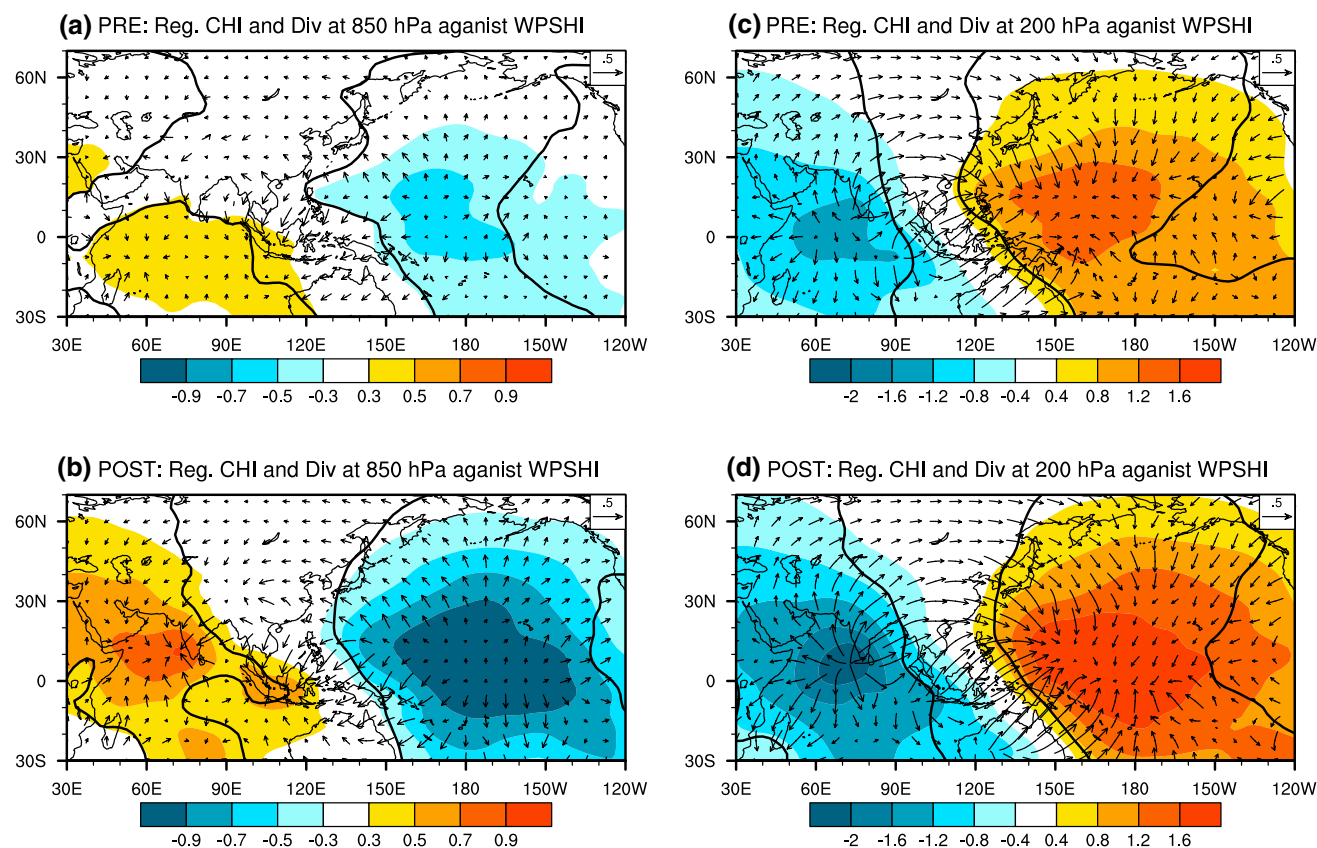 (a) PRE: Reg. CHI and Div at 850 hPa aganist WPSHI
.5
60N
30N
0
30S
30E 60E 90E 120E 150E 180 150W 120W
-0.9 -0.7 -0.5 -0.3 0.3 0.5 0.7 0.9
(c) PRE: Reg. CHI and Div at 200 hPa aganist WPSHI
.5
60N
30N
0
30S
30E 60E 90E 120E 150E 180 150W 120W
-2 -1.6 -1.2 -0.8 -0.4 0.4 0.8 1.2 1.6
(b) POST: Reg. CHI and Div at 850 hPa aganist WPSHI
.5
60N
30N
0
30S
30E 60E 90E 120E 150E 180 150W 120W
-0.9 -0.7 -0.5 -0.3 0.3 0.5 0.7 0.9
(d) POST: Reg. CHI and Div at 200 hPa aganist WPSHI
.5
60N
30N
0
30S
30E 60E 90E 120E 150E 180 150W 120W
-2 -1.6 -1.2 -0.8 -0.4 0.4 0.8 1.2 1.6